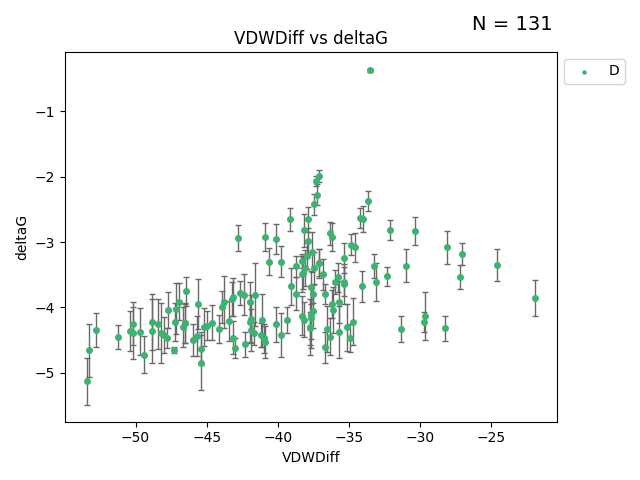 N = 131
VDWDiff vs deltaG
D
deltaG
−1
−2
−3
−4
−5
−50 −45 −40 −35 −30 −25
VDWDiff